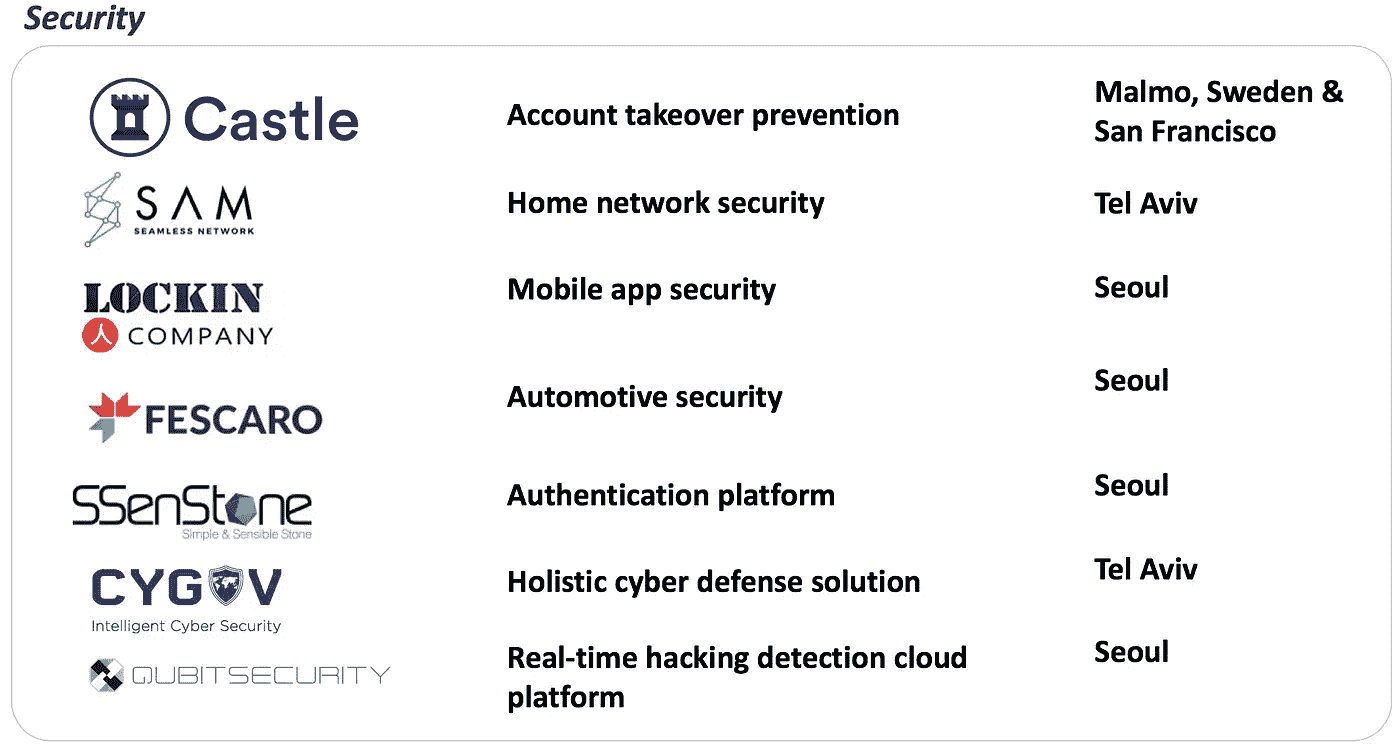 Security
Castle
Account takeover prevention
Malmo, Sweden &
San Francisco
SAM
SEAMLESS NETWORK
Home network security
Tel Aviv
LOCKIN
COMPANY
Mobile app security
Seoul
FESCARO
Automotive security
Seoul
SSenStone
Simple & Sensible Stone
Authentication platform
Seoul
CYGOV
Intelligent Cyber Security
Holistic cyber defense solution
Tel Aviv
QUBITSECURITY
Real-time hacking detection cloud
platform
Seoul